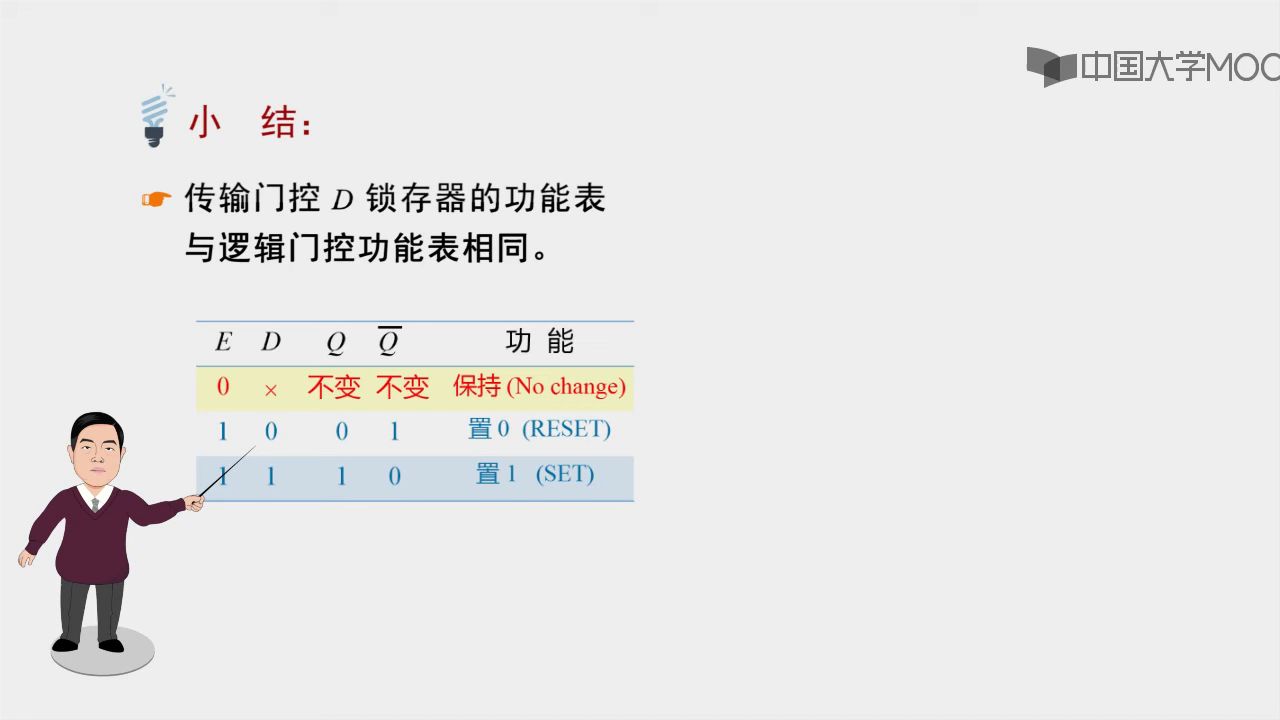 中国大学MOO
小 结：
传输门控 D 锁存器的功能表
与逻辑门控功能表相同。
E D Q Q̅ 功 能
0 × 不变 不变 保持 (No change)
1 0 0 1 置 0 (RESET)
1 1 1 0 置 1 (SET)